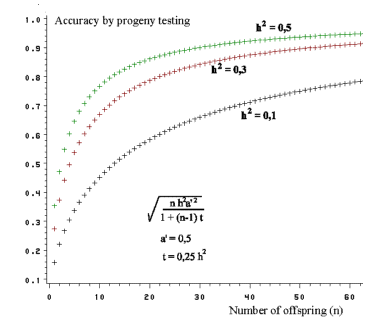 Accuracy by progeny testing
1.0
0.9
0.8
0.7
0.6
0.5
0.4
0.3
0.2
0.1
h² = 0,5
h² = 0,3
h² = 0,1
√(n h²a'² / 1 + (n-1) t)
a' = 0,5
t = 0,25 h²
0 10 20 30 40 50 60
Number of offspring (n)